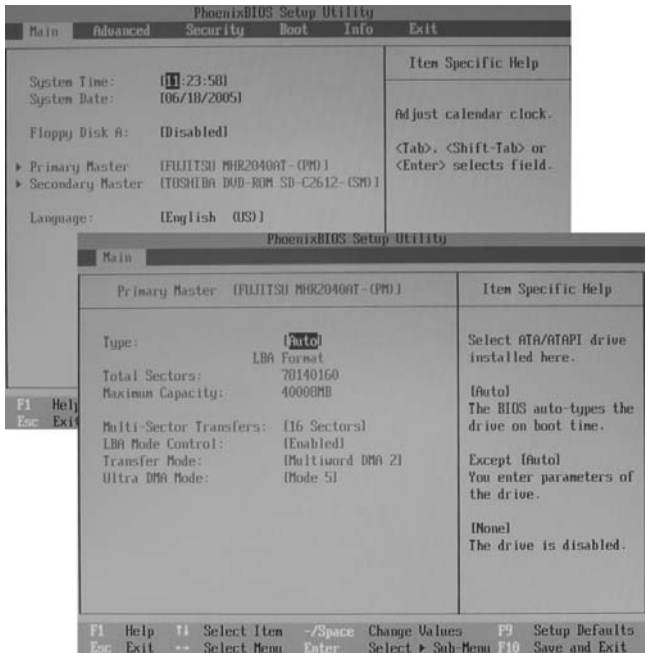 PhoenixBIOS Setup Utility
Main Advanced Security Boot Info Exit
System Time: [11:23:58]
System Date: [06/18/2005]
Floppy Disk A: [Disabled]
Primary Master [FUJITSU MHR2040AT-(PM)]
Secondary Master [TOSHIBA DVD-ROM SD-C2612-(SM)]
Language: [English (US)]
Item Specific Help
Adjust calendar clock.
<Tab>, <Shift-Tab> or
<Enter> selects field.
F1 Help
Esc Exit
PhoenixBIOS Setup Utility
Main
Primary Master [FUJITSU MHR2040AT-(PM)]
Type: [Auto]
LBA Format
Total Sectors: 78140160
Maximum Capacity: 40008MB
Multi-Sector Transfers: [16 Sectors]
LBA Mode Control: [Enabled]
Transfer Mode: [Multiword DMA 2]
Ultra DMA Mode: [Mode 5]
Item Specific Help
Select ATA/ATAPI drive
installed here.
[Auto]
The BIOS auto-types the
drive on boot time.
Except [Auto]
You enter parameters of
the drive.
[None]
The drive is disabled.
F1 Help ↑↓ Select Item -/Space Change Values F9 Setup Defaults
Esc Exit ↔ Select Menu Enter Select ▸ Sub-Menu F10 Save and Exit